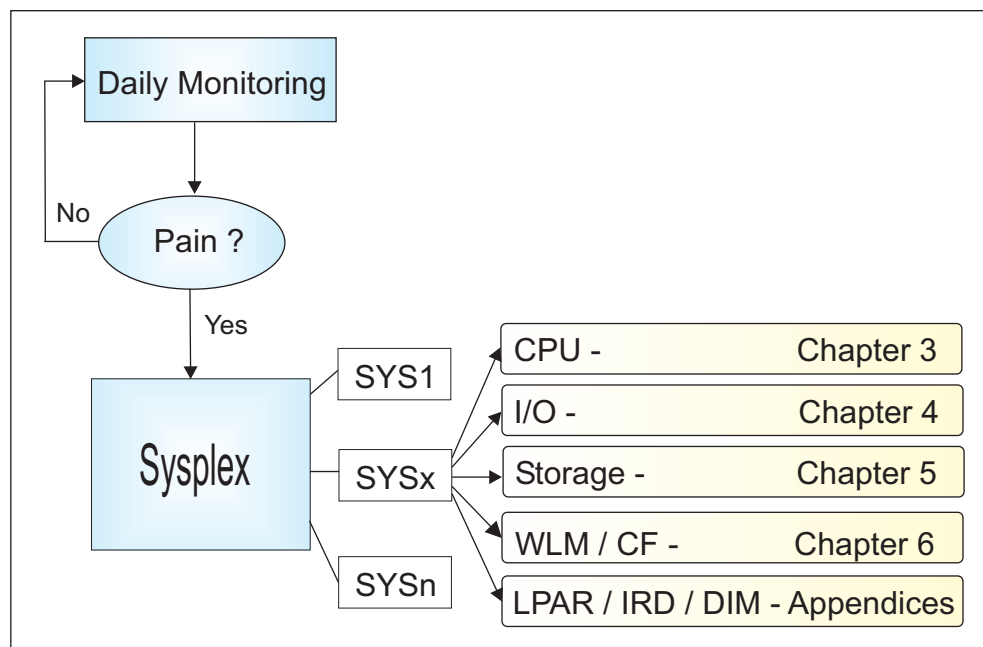 Daily Monitoring
No
Pain ?
Yes
Sysplex
SYS1
SYSx
SYSn
CPU - Chapter 3
I/O - Chapter 4
Storage - Chapter 5
WLM / CF - Chapter 6
LPAR / IRD / DIM - Appendices